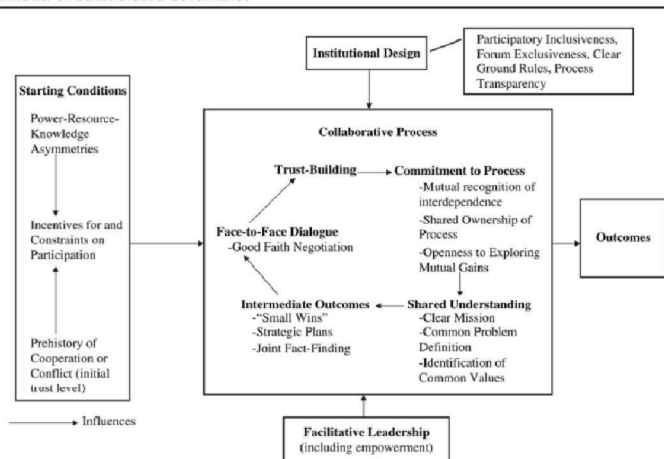 Institutional Design
Participatory Inclusiveness,
Forum Exclusiveness, Clear
Ground Rules, Process
Transparency
Starting Conditions
Power-Resource-
Knowledge
Asymmetries
Incentives for and
Constraints on
Participation
Prehistory of
Cooperation or
Conflict (initial
trust level)
Influences
Collaborative Process
Trust-Building
Commitment to Process
-Mutual recognition of
interdependence
-Shared Ownership of
Process
-Openness to Exploring
Mutual Gains
Face-to-Face Dialogue
-Good Faith Negotiation
Intermediate Outcomes
-“Small Wins”
-Strategic Plans
-Joint Fact-Finding
Shared Understanding
-Clear Mission
-Common Problem
Definition
-Identification of
Common Values
Outcomes
Facilitative Leadership
(including empowerment)